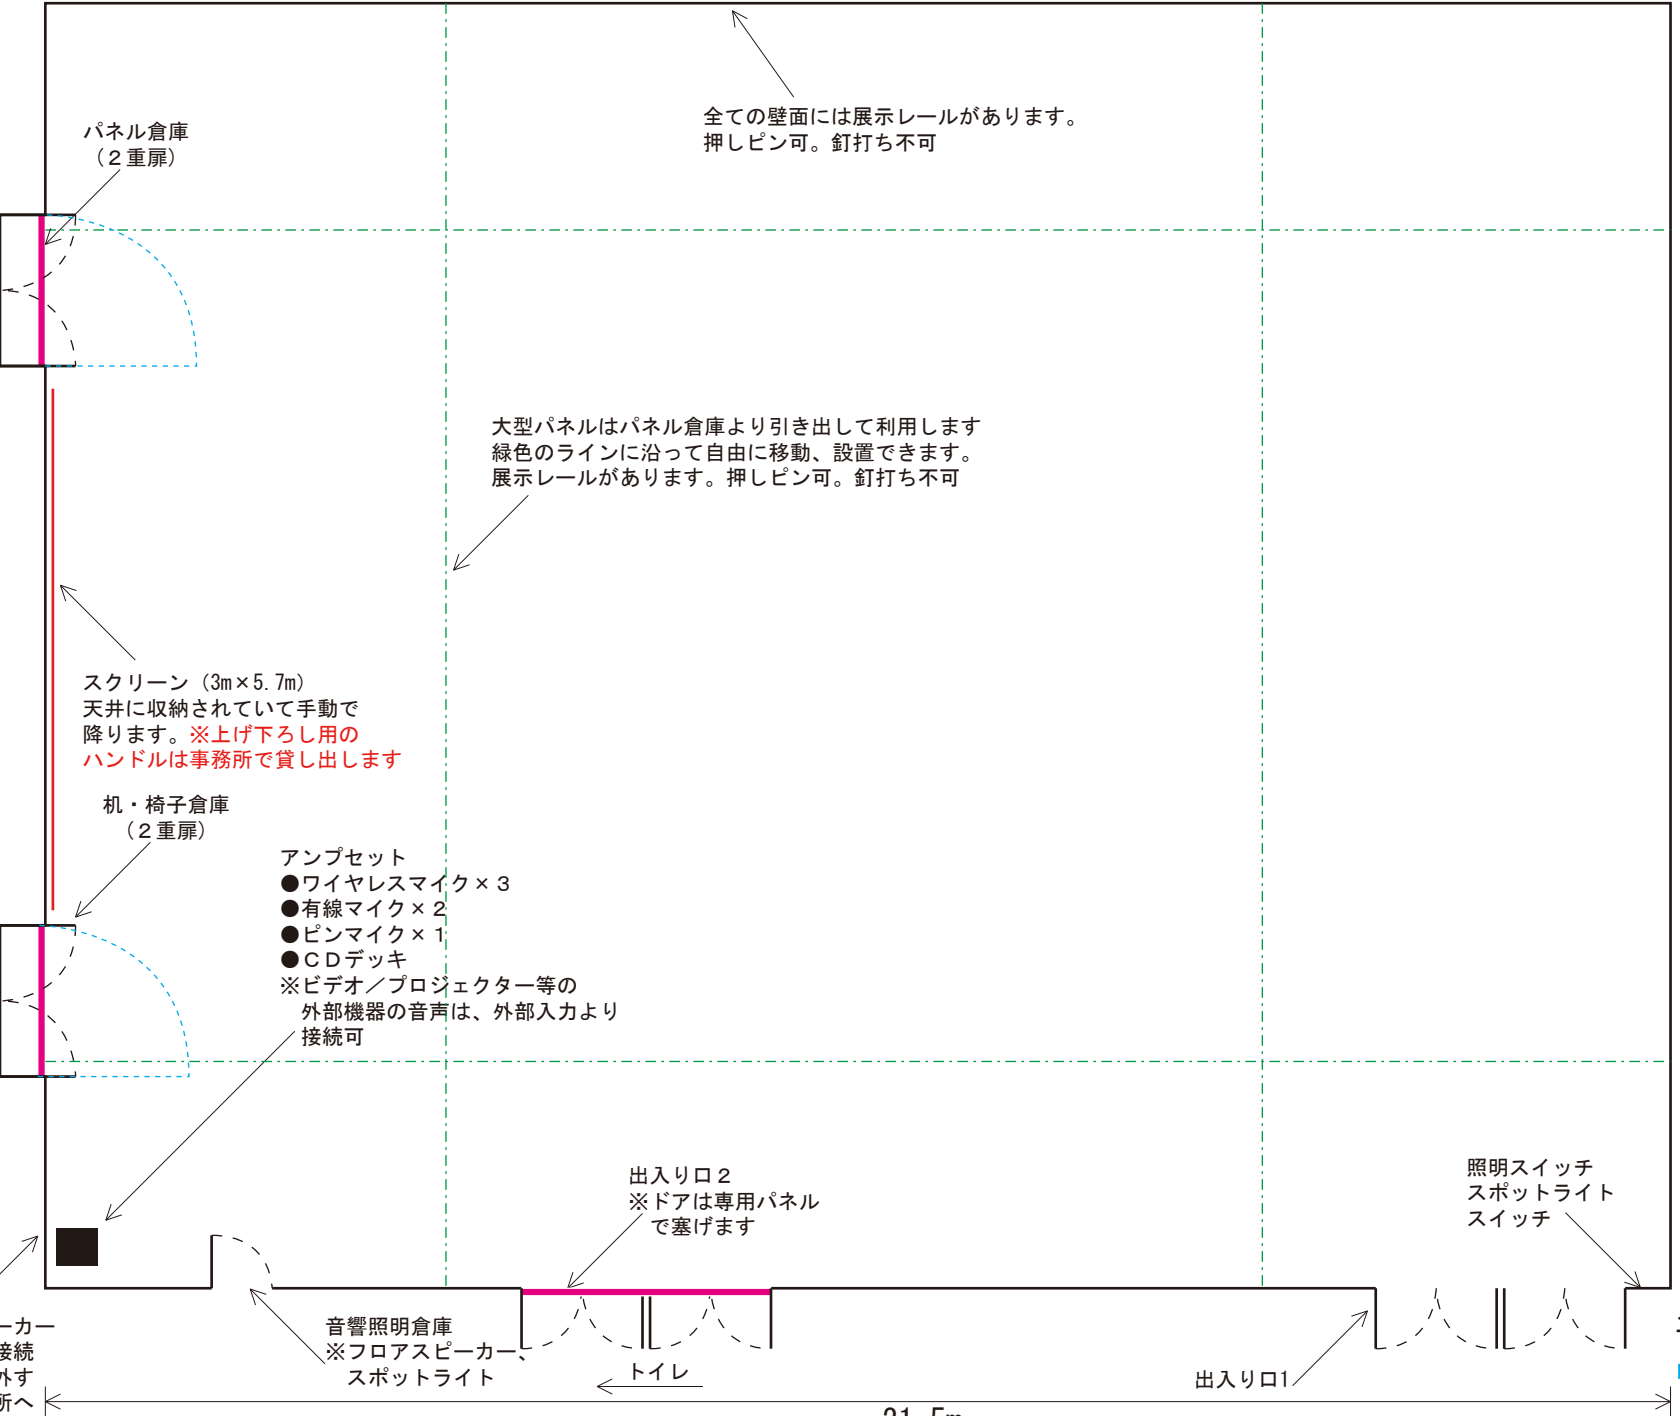 全ての壁面には展示レールがあります。
押しピン可。釘打ち不可
パネル倉庫
（２重扉）
大型パネルはパネル倉庫より引き出して利用します
緑色のラインに沿って自由に移動、設置できます。
展示レールがあります。押しピン可。釘打ち不可
スクリーン（3m×5.7m）
天井に収納されていて手動で
降ります。※上げ下ろし用の
ハンドルは事務所で貸し出します
机・椅子倉庫
（２重扉）
アンプセット
●ワイヤレスマイク×３
●有線マイク×２
●ピンマイク×１
●ＣＤデッキ
※ビデオ／プロジェクター等の
外部機器の音声は、外部入力より
接続可
出入り口２
※ドアは専用パネル
で塞げます
照明スイッチ
スポットライト
スイッチ
ーカー
接続
外す
所へ
音響照明倉庫
※フロアスピーカー、
スポットライト
トイレ
出入り口1